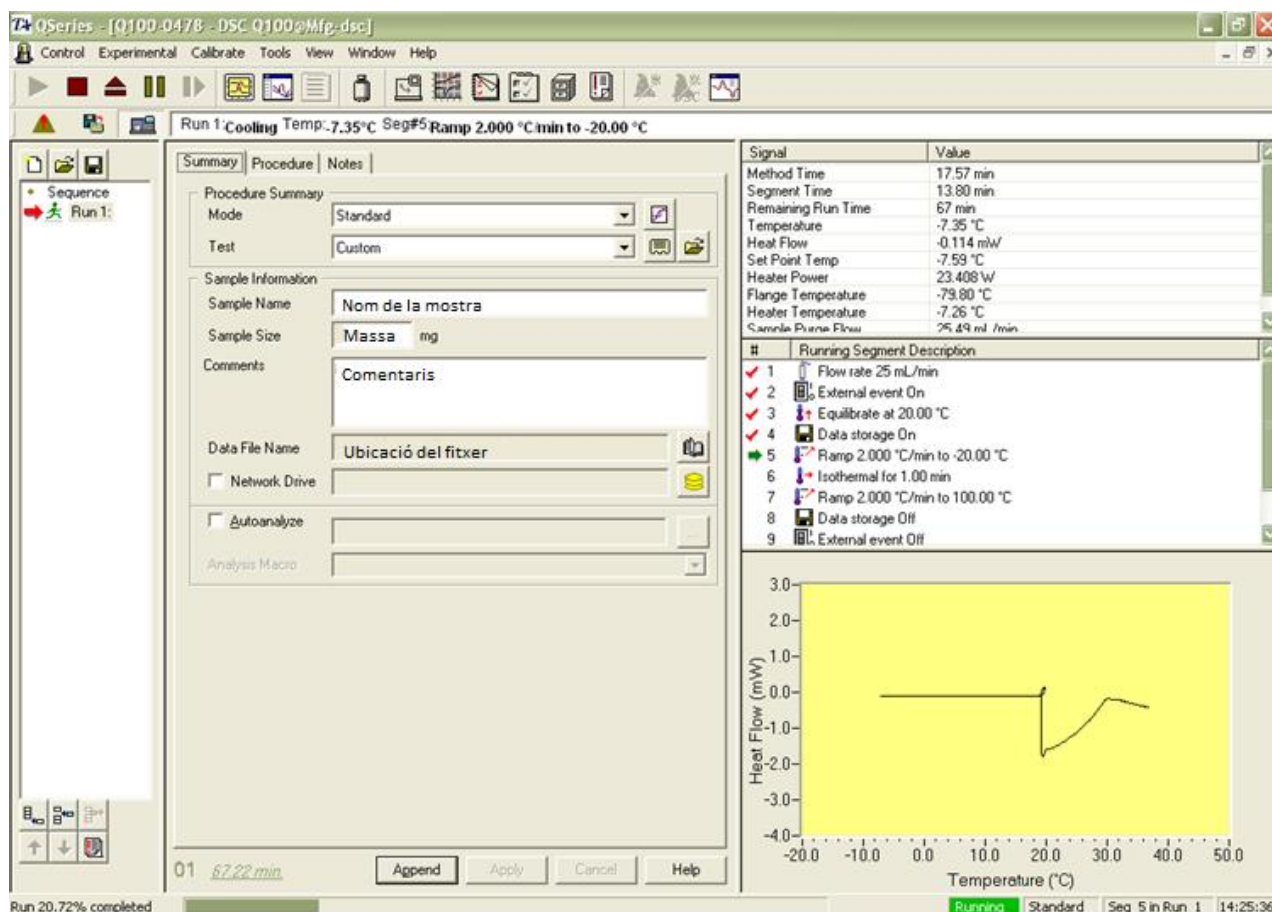 QSeries - [Q100-0478 - DSC Q100@Mfg-dsc]
Control Experimental Calibrate Tools View Window Help
Run 1:Cooling Temp:-7.35°C Seg#5:Ramp 2.000 °C/min to -20.00 °C
Sequence
Run 1:
Summary Procedure Notes
Procedure Summary
Mode Standard
Test Custom
Sample Information
Sample Name Nom de la mostra
Sample Size Massa mg
Comments Comentaris
Data File Name Ubicació del fitxer
Network Drive
Autoanalyze
Analysis Macro
01 67.22 min. Append Apply Cancel Help
Signal Value
Method Time 17.57 min
Segment Time 13.80 min
Remaining Run Time 67 min
Temperature -7.35 °C
Heat Flow -0.114 mW
Set Point Temp -7.59 °C
Heater Power 23.408 W
Flange Temperature -79.80 °C
Heater Temperature -7.26 °C
Sample Purge Flow 25.49 mL/min
# Running Segment Description
1 Flow rate 25 mL/min
2 External event On
3 Equilibrate at 20.00 °C
4 Data storage On
5 Ramp 2.000 °C/min to -20.00 °C
6 Isothermal for 1.00 min
7 Ramp 2.000 °C/min to 100.00 °C
8 Data storage Off
9 External event Off
3.0
2.0
1.0
0.0
-1.0
-2.0
-3.0
-4.0
Heat Flow (mW)
-20.0 -10.0 0.0 10.0 20.0 30.0 40.0 50.0
Temperature (°C)
Run 20.72% completed Running Standard Seg 5 in Run 1 14:25:36